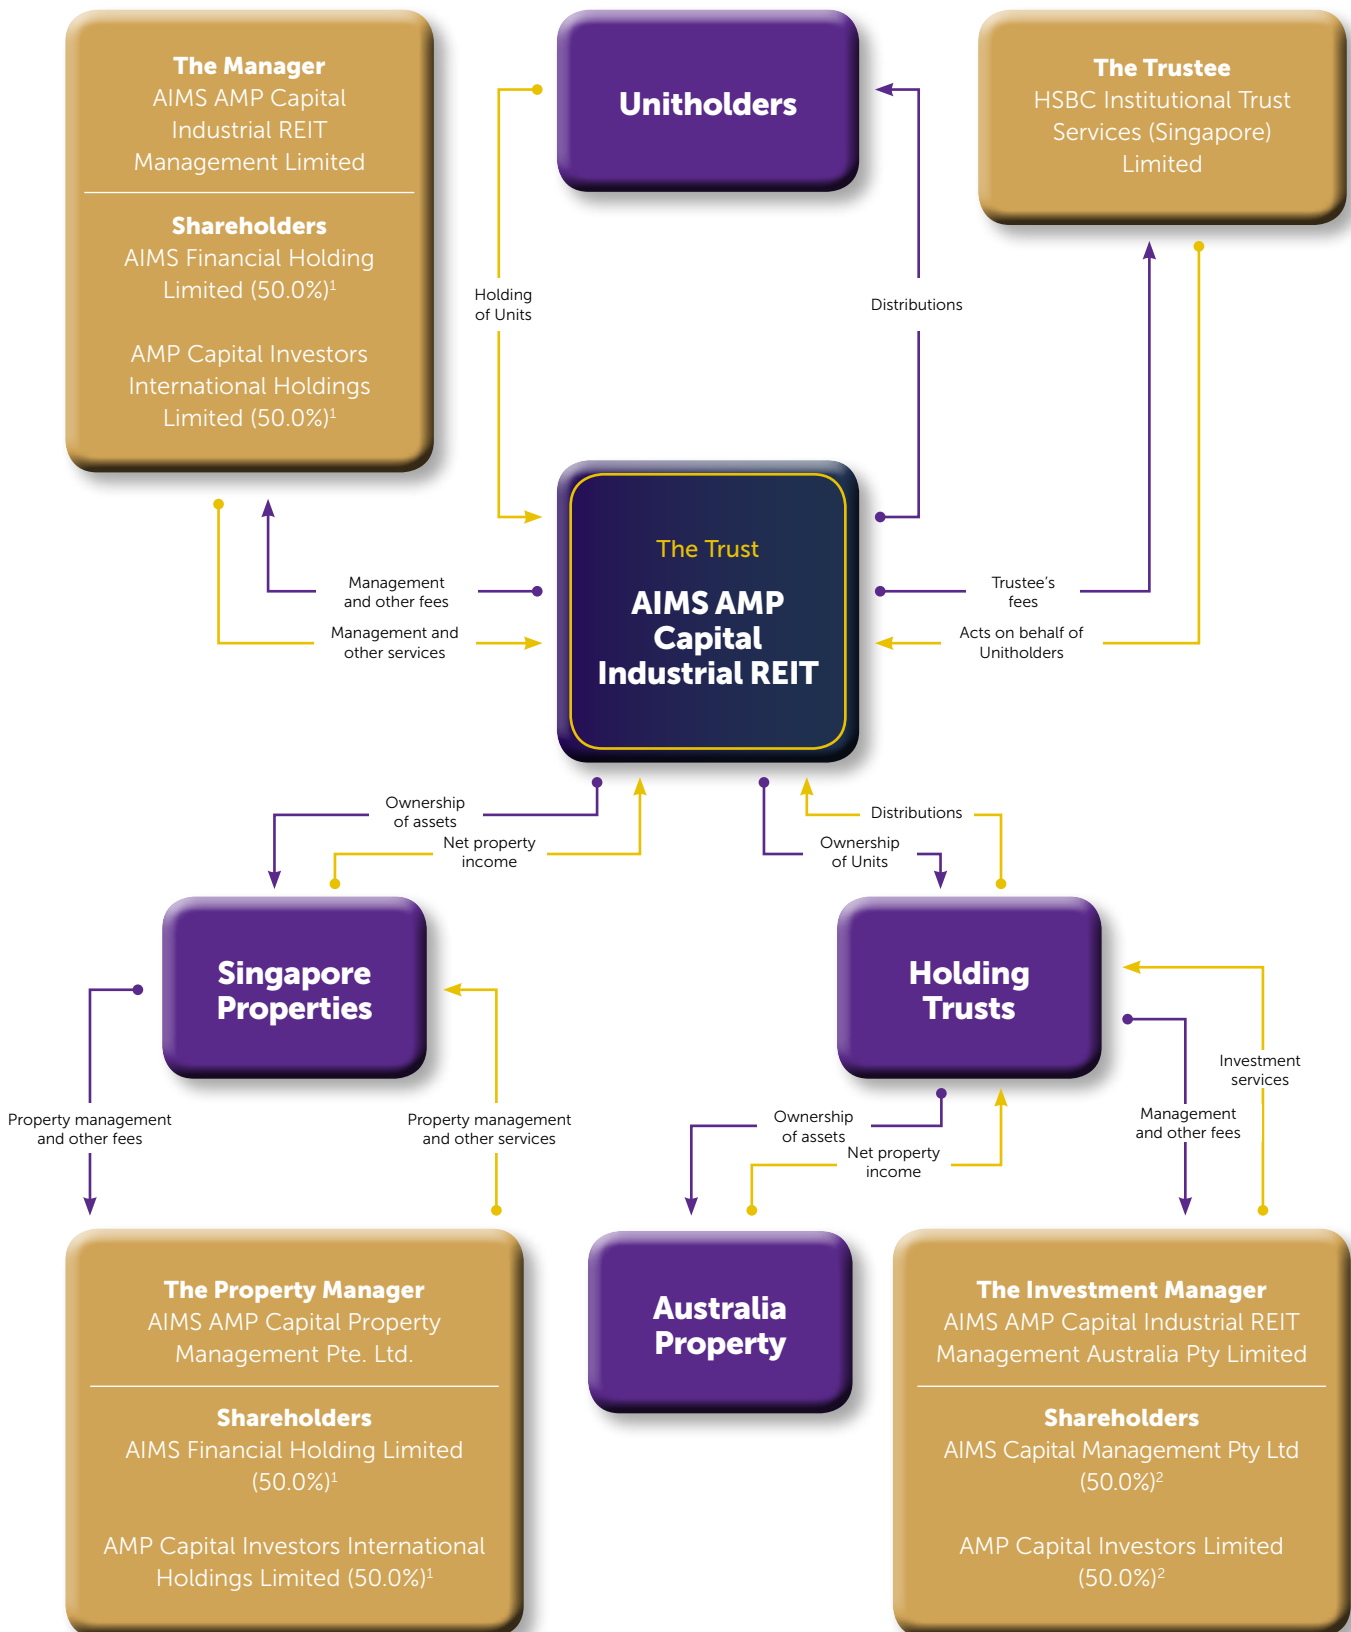 The Manager
AIMS AMP Capital
Industrial REIT
Management Limited
Shareholders
AIMS Financial Holding
Limited (50.0%)¹
AMP Capital Investors
International Holdings
Limited (50.0%)¹
Unitholders
The Trustee
HSBC Institutional Trust
Services (Singapore)
Limited
Holding
of Units
Distributions
The Trust
AIMS AMP
Capital
Industrial REIT
Management
and other fees
Management and
other services
Trustee's
fees
Acts on behalf of
Unitholders
Ownership
of assets
Net property
income
Distributions
Ownership
of Units
Singapore
Properties
Holding
Trusts
Property management
and other fees
Property management
and other services
Ownership
of assets
Net property
income
Investment
services
Management
and other fees
The Property Manager
AIMS AMP Capital Property
Management Pte. Ltd.
Shareholders
AIMS Financial Holding Limited
(50.0%)¹
AMP Capital Investors International
Holdings Limited (50.0%)¹
Australia
Property
The Investment Manager
AIMS AMP Capital Industrial REIT
Management Australia Pty Limited
Shareholders
AIMS Capital Management Pty Ltd
(50.0%)²
AMP Capital Investors Limited
(50.0%)²